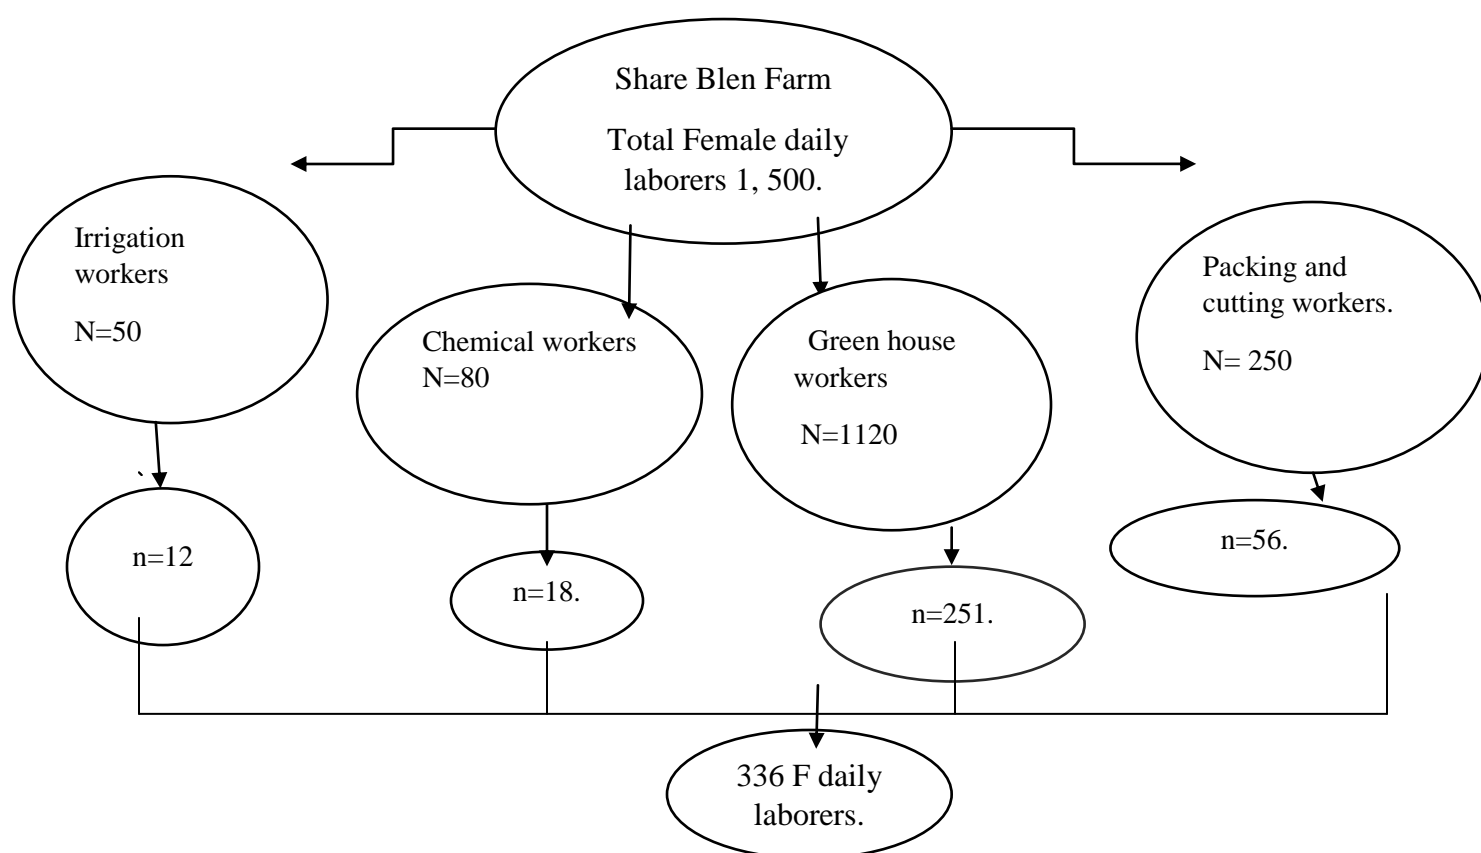 Share Blen Farm
Total Female daily
laborers 1, 500.
Irrigation
workers
N=50
Chemical workers
N=80
Green house
workers
N=1120
Packing and
cutting workers.
N= 250
n=12
n=18.
n=251.
n=56.
336 F daily
laborers.